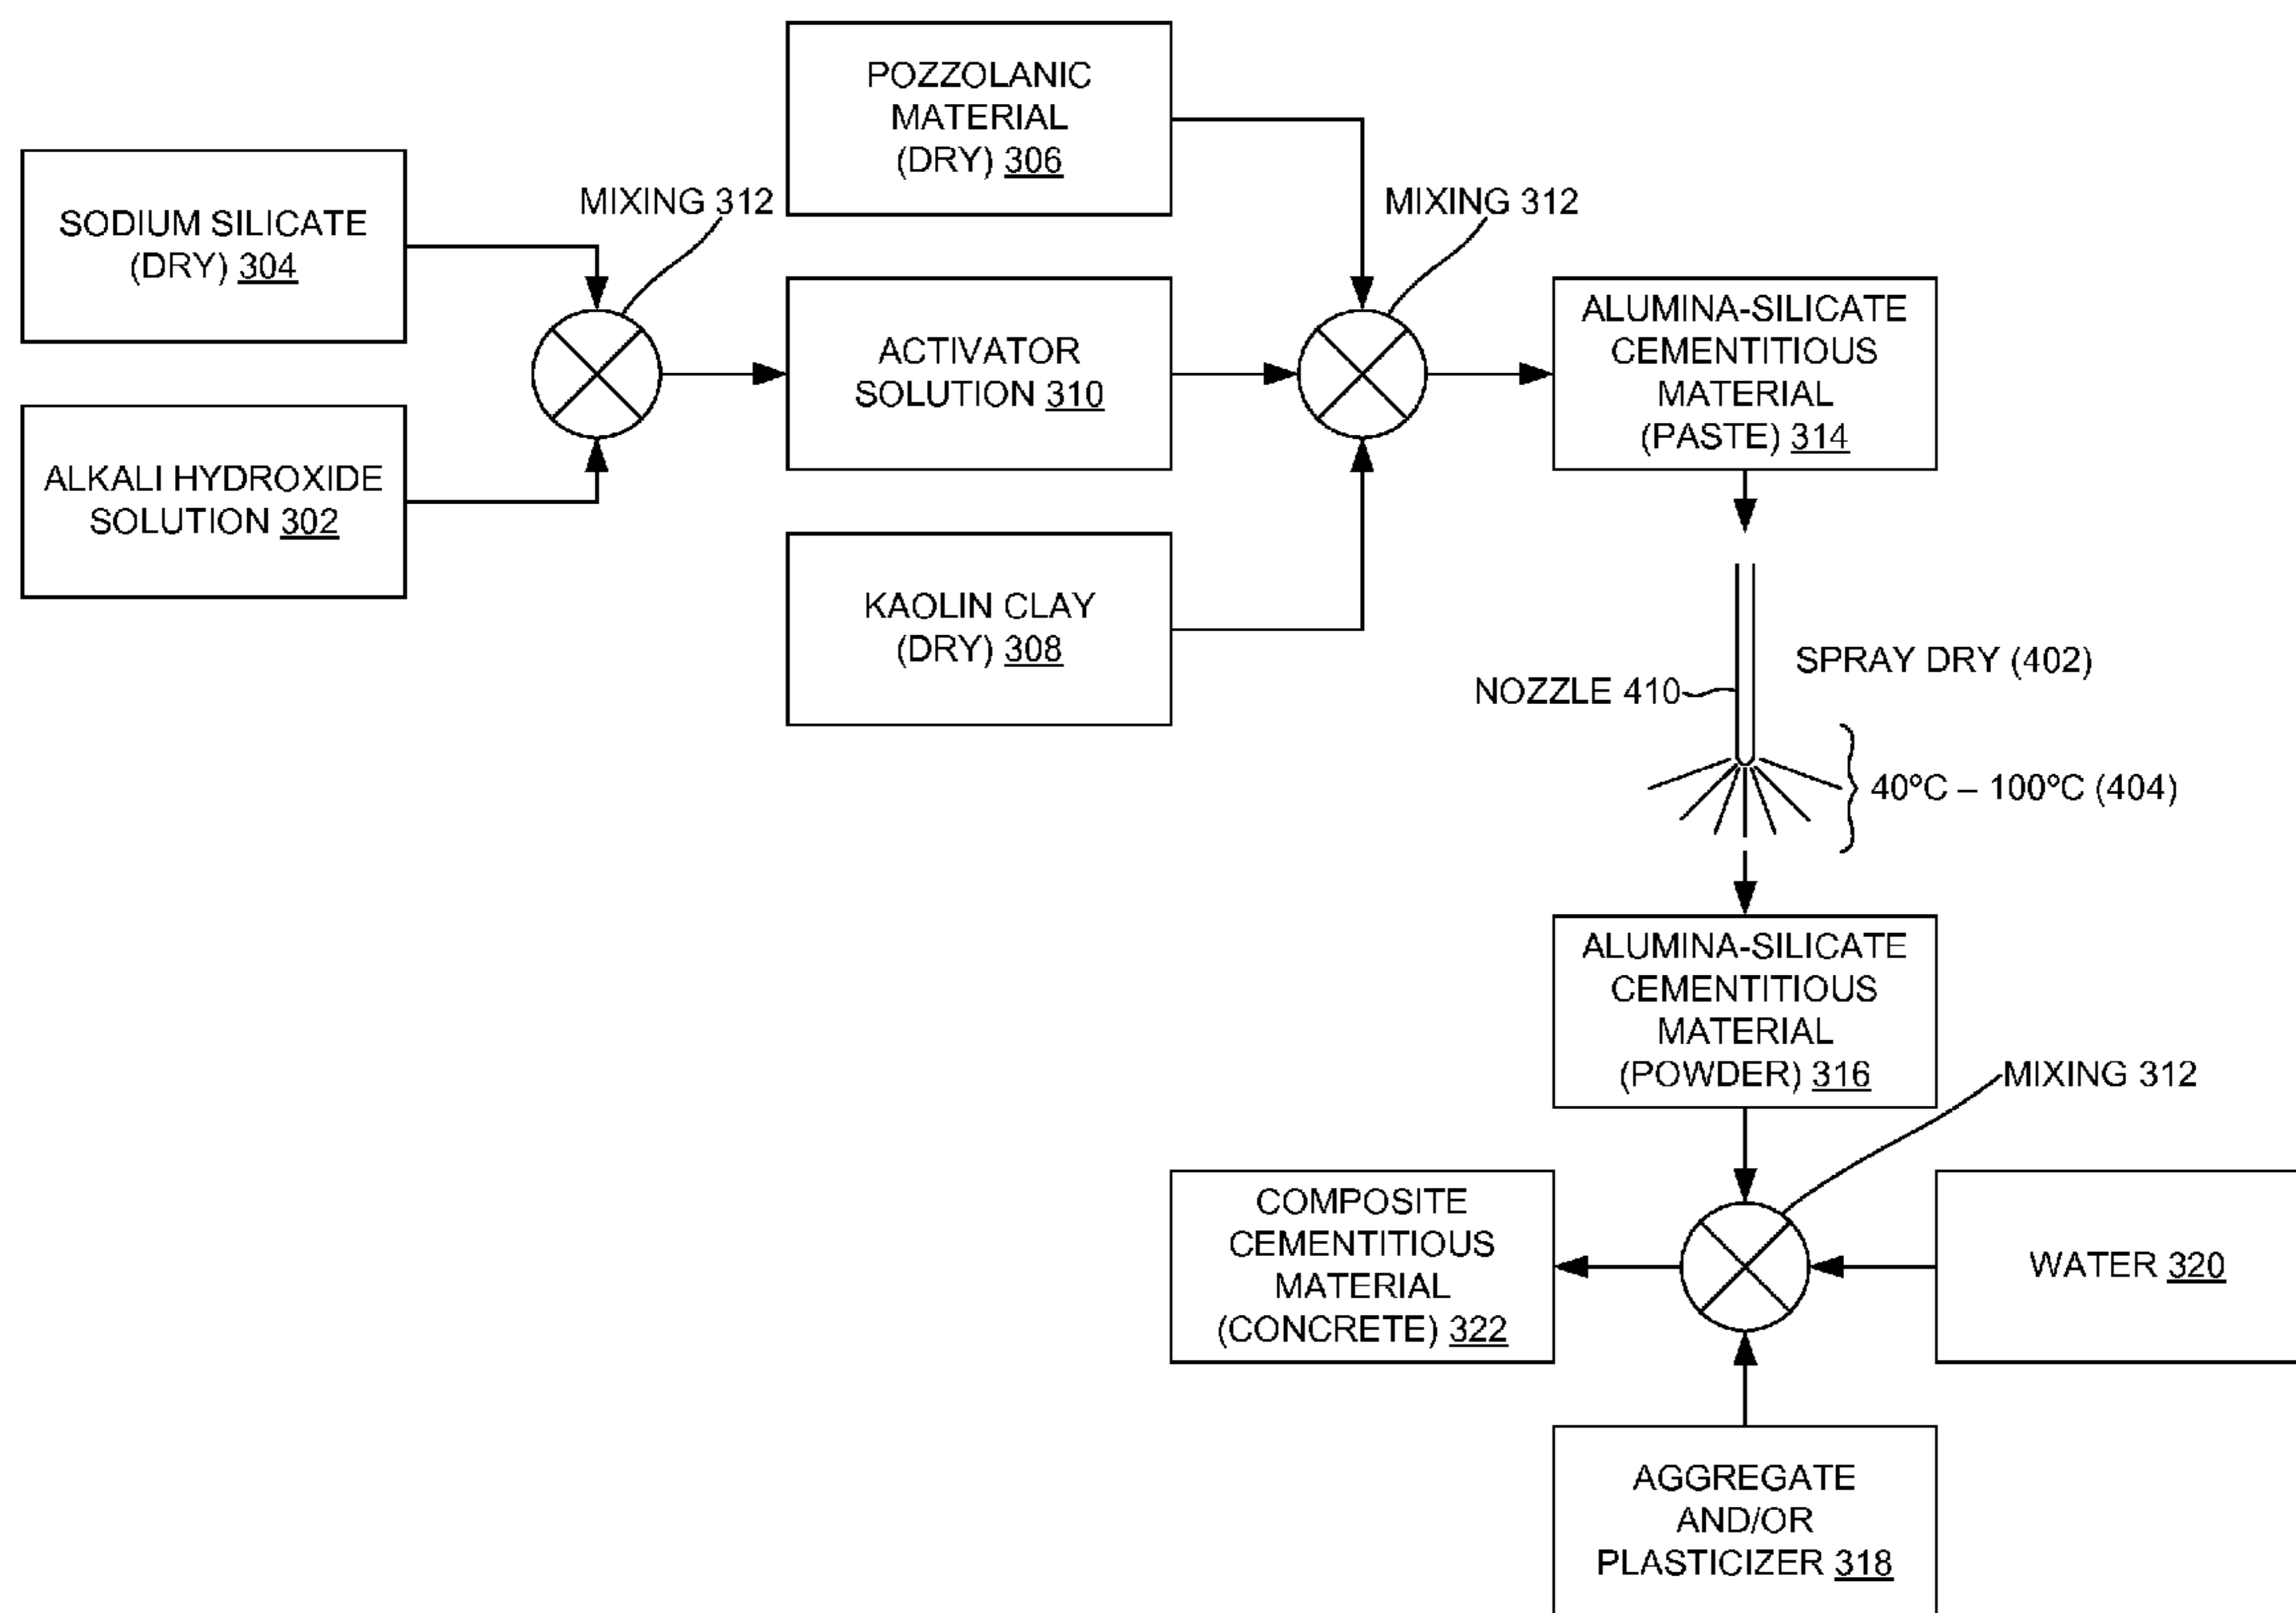 POZZOLANIC
MATERIAL
(DRY) 306
SODIUM SILICATE
(DRY) 304
MIXING 312
MIXING 312
ALKALI HYDROXIDE
SOLUTION 302
ACTIVATOR
SOLUTION 310
ALUMINA-SILICATE
CEMENTITIOUS
MATERIAL
(PASTE) 314
KAOLIN CLAY
(DRY) 308
SPRAY DRY (402)
NOZZLE 410
40ºC – 100ºC (404)
ALUMINA-SILICATE
CEMENTITIOUS
MATERIAL
(POWDER) 316
MIXING 312
COMPOSITE
CEMENTITIOUS
MATERIAL
(CONCRETE) 322
WATER 320
AGGREGATE
AND/OR
PLASTICIZER 318